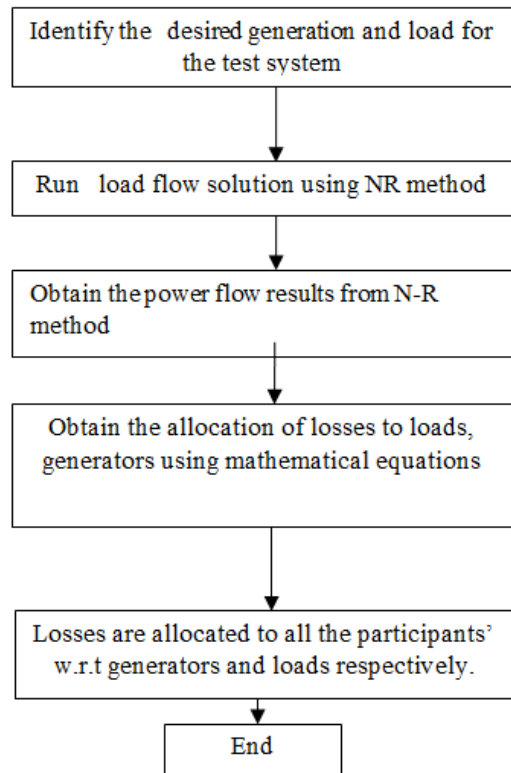 Identify the desired generation and load for
the test system
Run load flow solution using NR method
Obtain the power flow results from N-R
method
Obtain the allocation of losses to loads,
generators using mathematical equations
Losses are allocated to all the participants’
w.r.t generators and loads respectively.
End